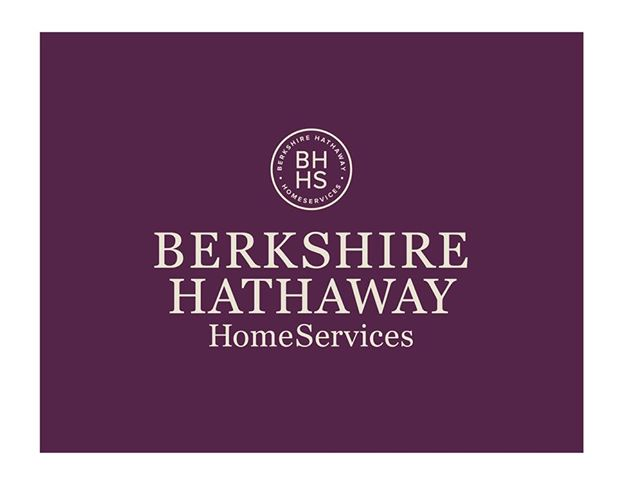 BERKSHIRE HATHAWAY
BH
HS
• HOMESERVICES •
BERKSHIRE
HATHAWAY
HomeServices